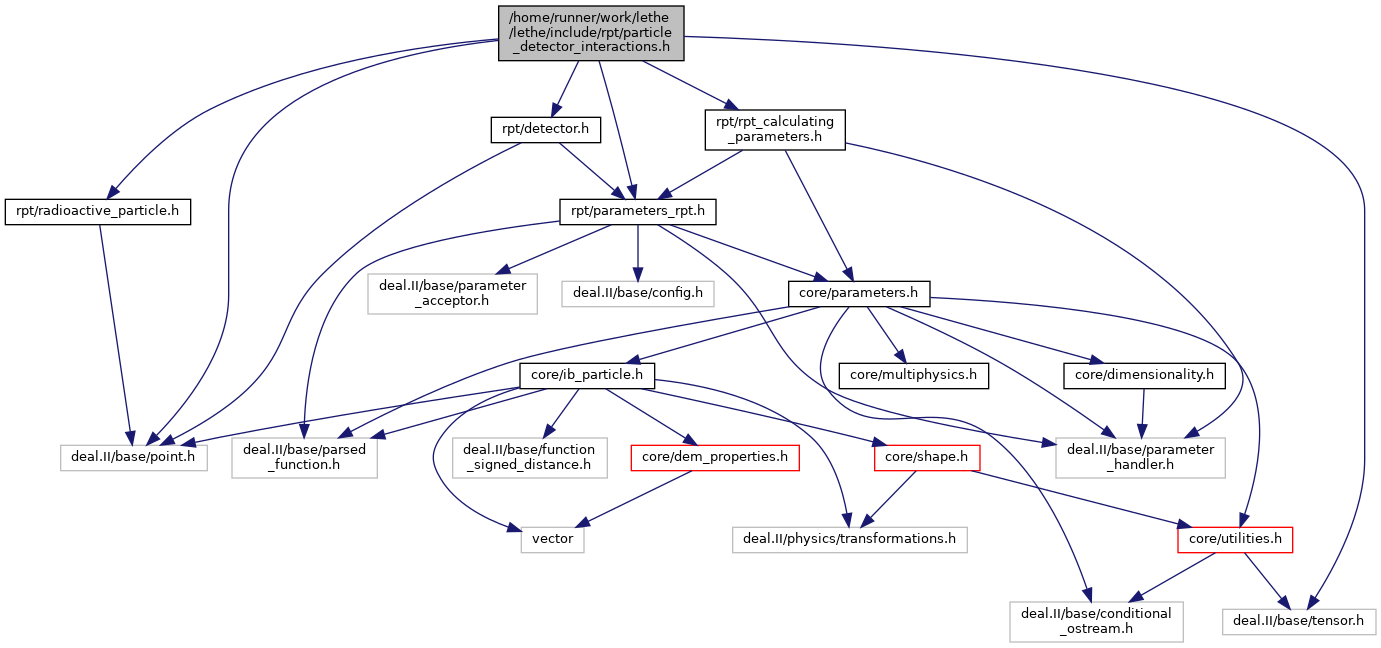 /home/runner/work/lethe
/lethe/include/rpt/particle
_detector_interactions.h
rpt/detector.h
rpt/rpt_calculating
_parameters.h
rpt/radioactive_particle.h
rpt/parameters_rpt.h
deal.II/base/parameter
_acceptor.h
deal.II/base/config.h
core/parameters.h
core/ib_particle.h
core/multiphysics.h
core/dimensionality.h
deal.II/base/point.h
deal.II/base/parsed
_function.h
deal.II/base/function
_signed_distance.h
core/dem_properties.h
core/shape.h
deal.II/base/parameter
_handler.h
vector
deal.II/physics/transformations.h
core/utilities.h
deal.II/base/conditional
_ostream.h
deal.II/base/tensor.h